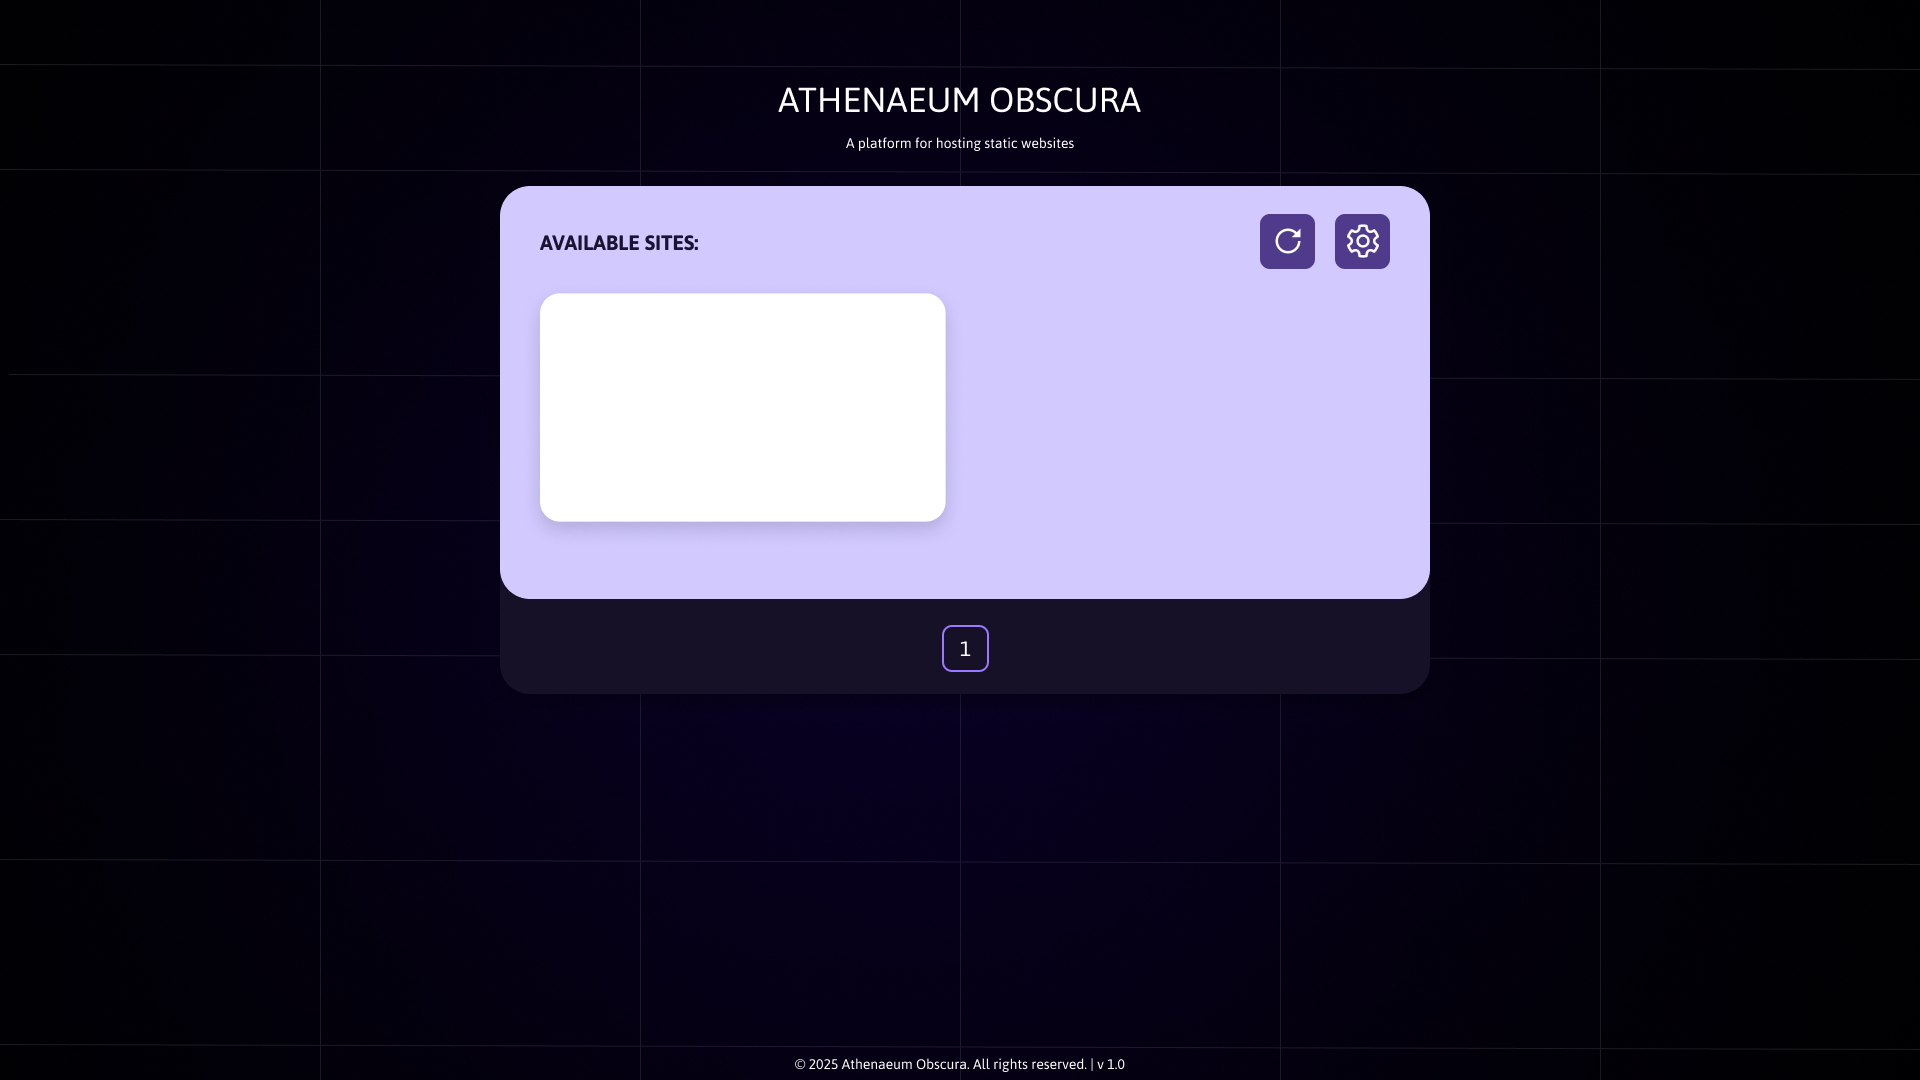 ATHENAEUM OBSCURA
A platform for hosting static websites
AVAILABLE SITES:
1
© 2025 Athenaeum Obscura. All rights reserved. | v 1.0